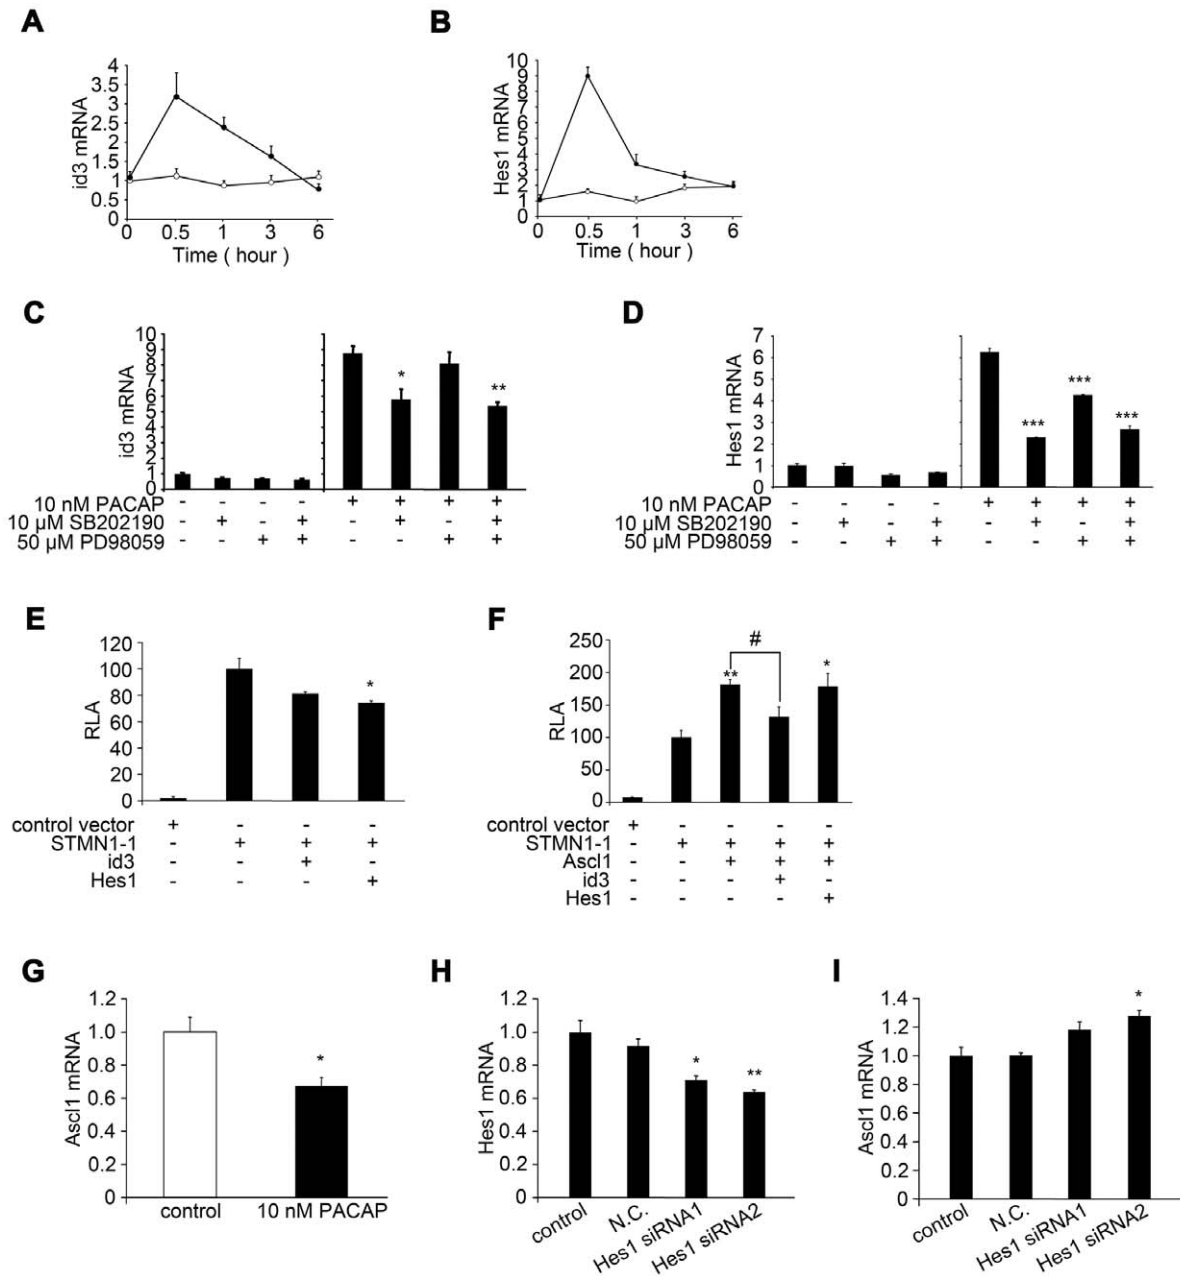 A
B
4
3.5
3
2.5
2
1.5
1
0.5
0
id3 mRNA
0 0.5 1 3 6
Time ( hour )
10
9
8
7
6
5
4
3
2
1
0
Hes1 mRNA
0 0.5 1 3 6
Time ( hour )
C
D
10
9
8
7
6
5
4
3
2
1
0
id3 mRNA
* **
10 nM PACAP - - - - + + + +
10 µM SB202190 - + - + - + - +
50 µM PD98059 - - + + - - + +
7
6
5
4
3
2
1
0
Hes1 mRNA
*** *** ***
10 nM PACAP - - - - + + + +
10 µM SB202190 - + - + - + - +
50 µM PD98059 - - + + - - + +
E
F
120
100
80
60
40
20
0
RLA
*
control vector + - - -
STMN1-1 - + + +
id3 - - + -
Hes1 - - - +
250
200
150
100
50
0
RLA
#
** *
control vector + - - - -
STMN1-1 - + + + +
Ascl1 - - + + +
id3 - - - + -
Hes1 - - - - +
G
H
I
1.2
1.0
0.8
0.6
0.4
0.2
0
Ascl1 mRNA
*
control 10 nM PACAP
1.2
1.0
0.8
0.6
0.4
0.2
0
Hes1 mRNA
* **
control N.C. Hes1 siRNA1 Hes1 siRNA2
1.4
1.2
1.0
0.8
0.6
0.4
0.2
0
Ascl1 mRNA
*
control N.C. Hes1 siRNA1 Hes1 siRNA2